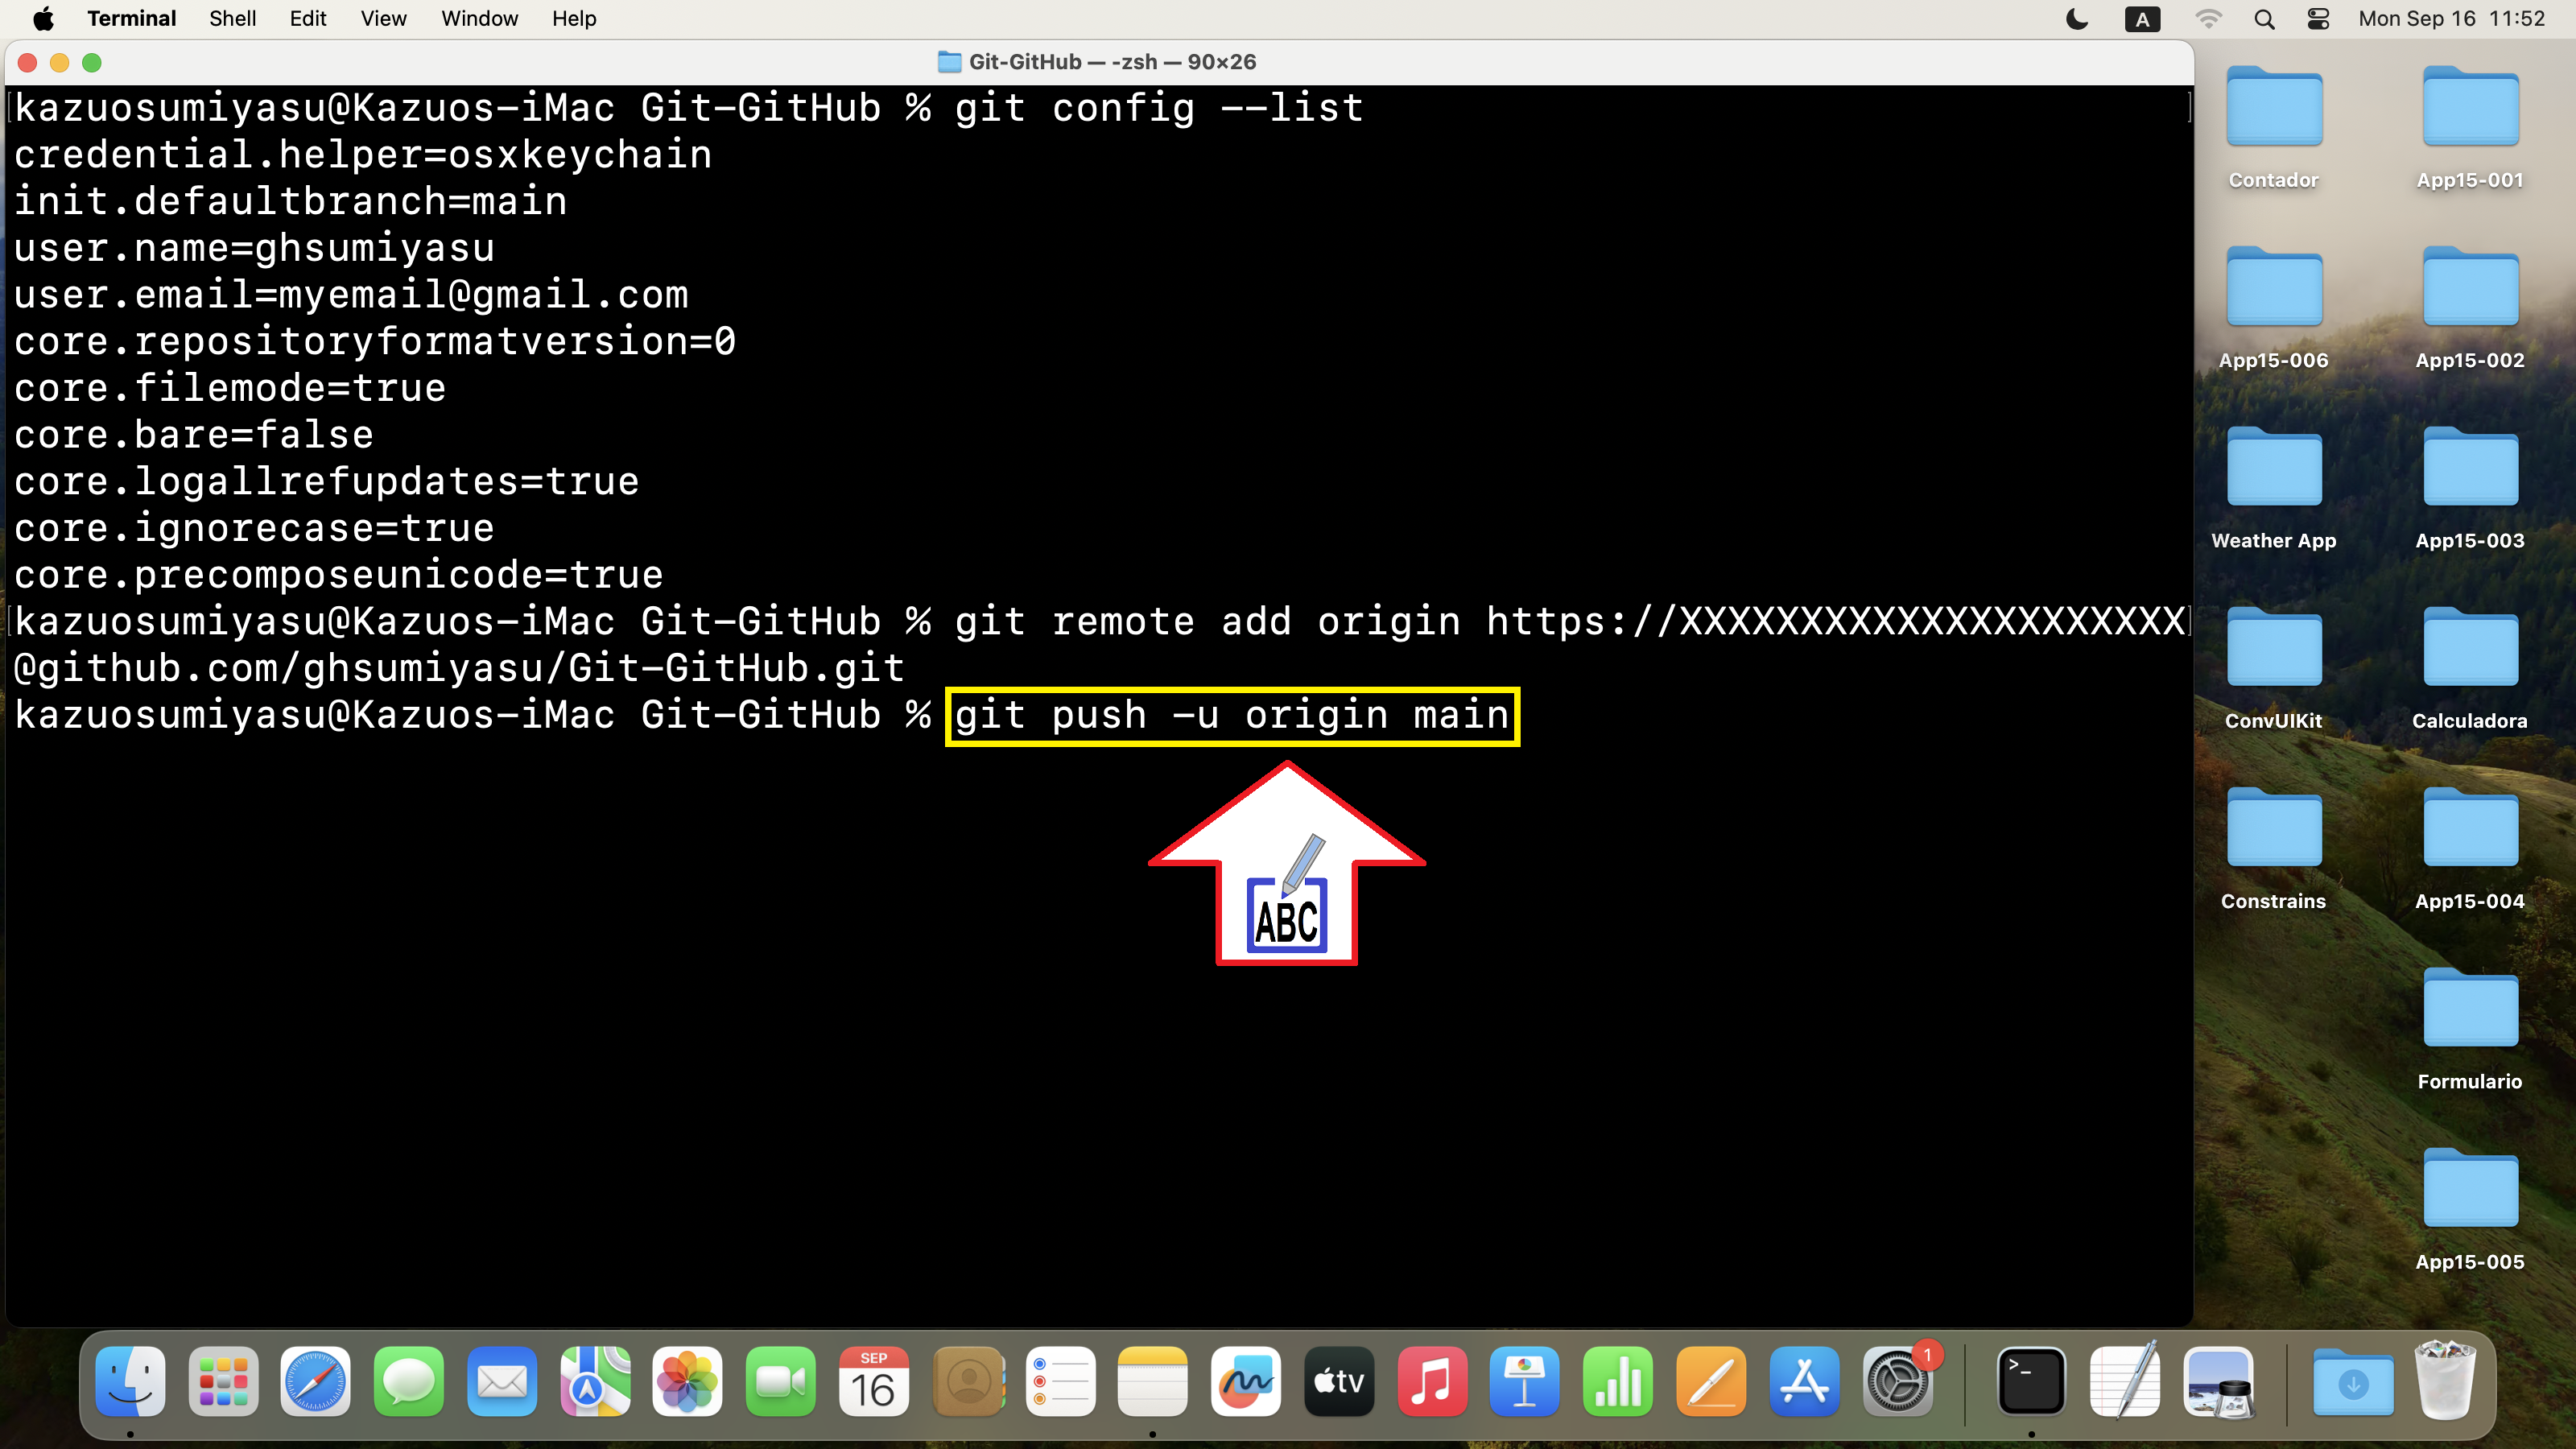 Terminal Shell Edit View Window Help A Mon Sep 16 11:52
Git-GitHub — -zsh — 90×26
kazuosumiyasu@Kazuos-iMac Git-GitHub % git config --list
credential.helper=osxkeychain
init.defaultbranch=main
user.name=ghsumiyasu
user.email=myemail@gmail.com
core.repositoryformatversion=0
core.filemode=true
core.bare=false
core.logallrefupdates=true
core.ignorecase=true
core.precomposeunicode=true
kazuosumiyasu@Kazuos-iMac Git-GitHub % git remote add origin https://XXXXXXXXXXXXXXXXXXXXX
@github.com/ghsumiyasu/Git-GitHub.git
kazuosumiyasu@Kazuos-iMac Git-GitHub % git push -u origin main
ABC
Contador App15-001
App15-006 App15-002
Weather App App15-003
ConvUIKit Calculadora
Constrains App15-004
Formulario
App15-005
SEP
16
tv
1
>_